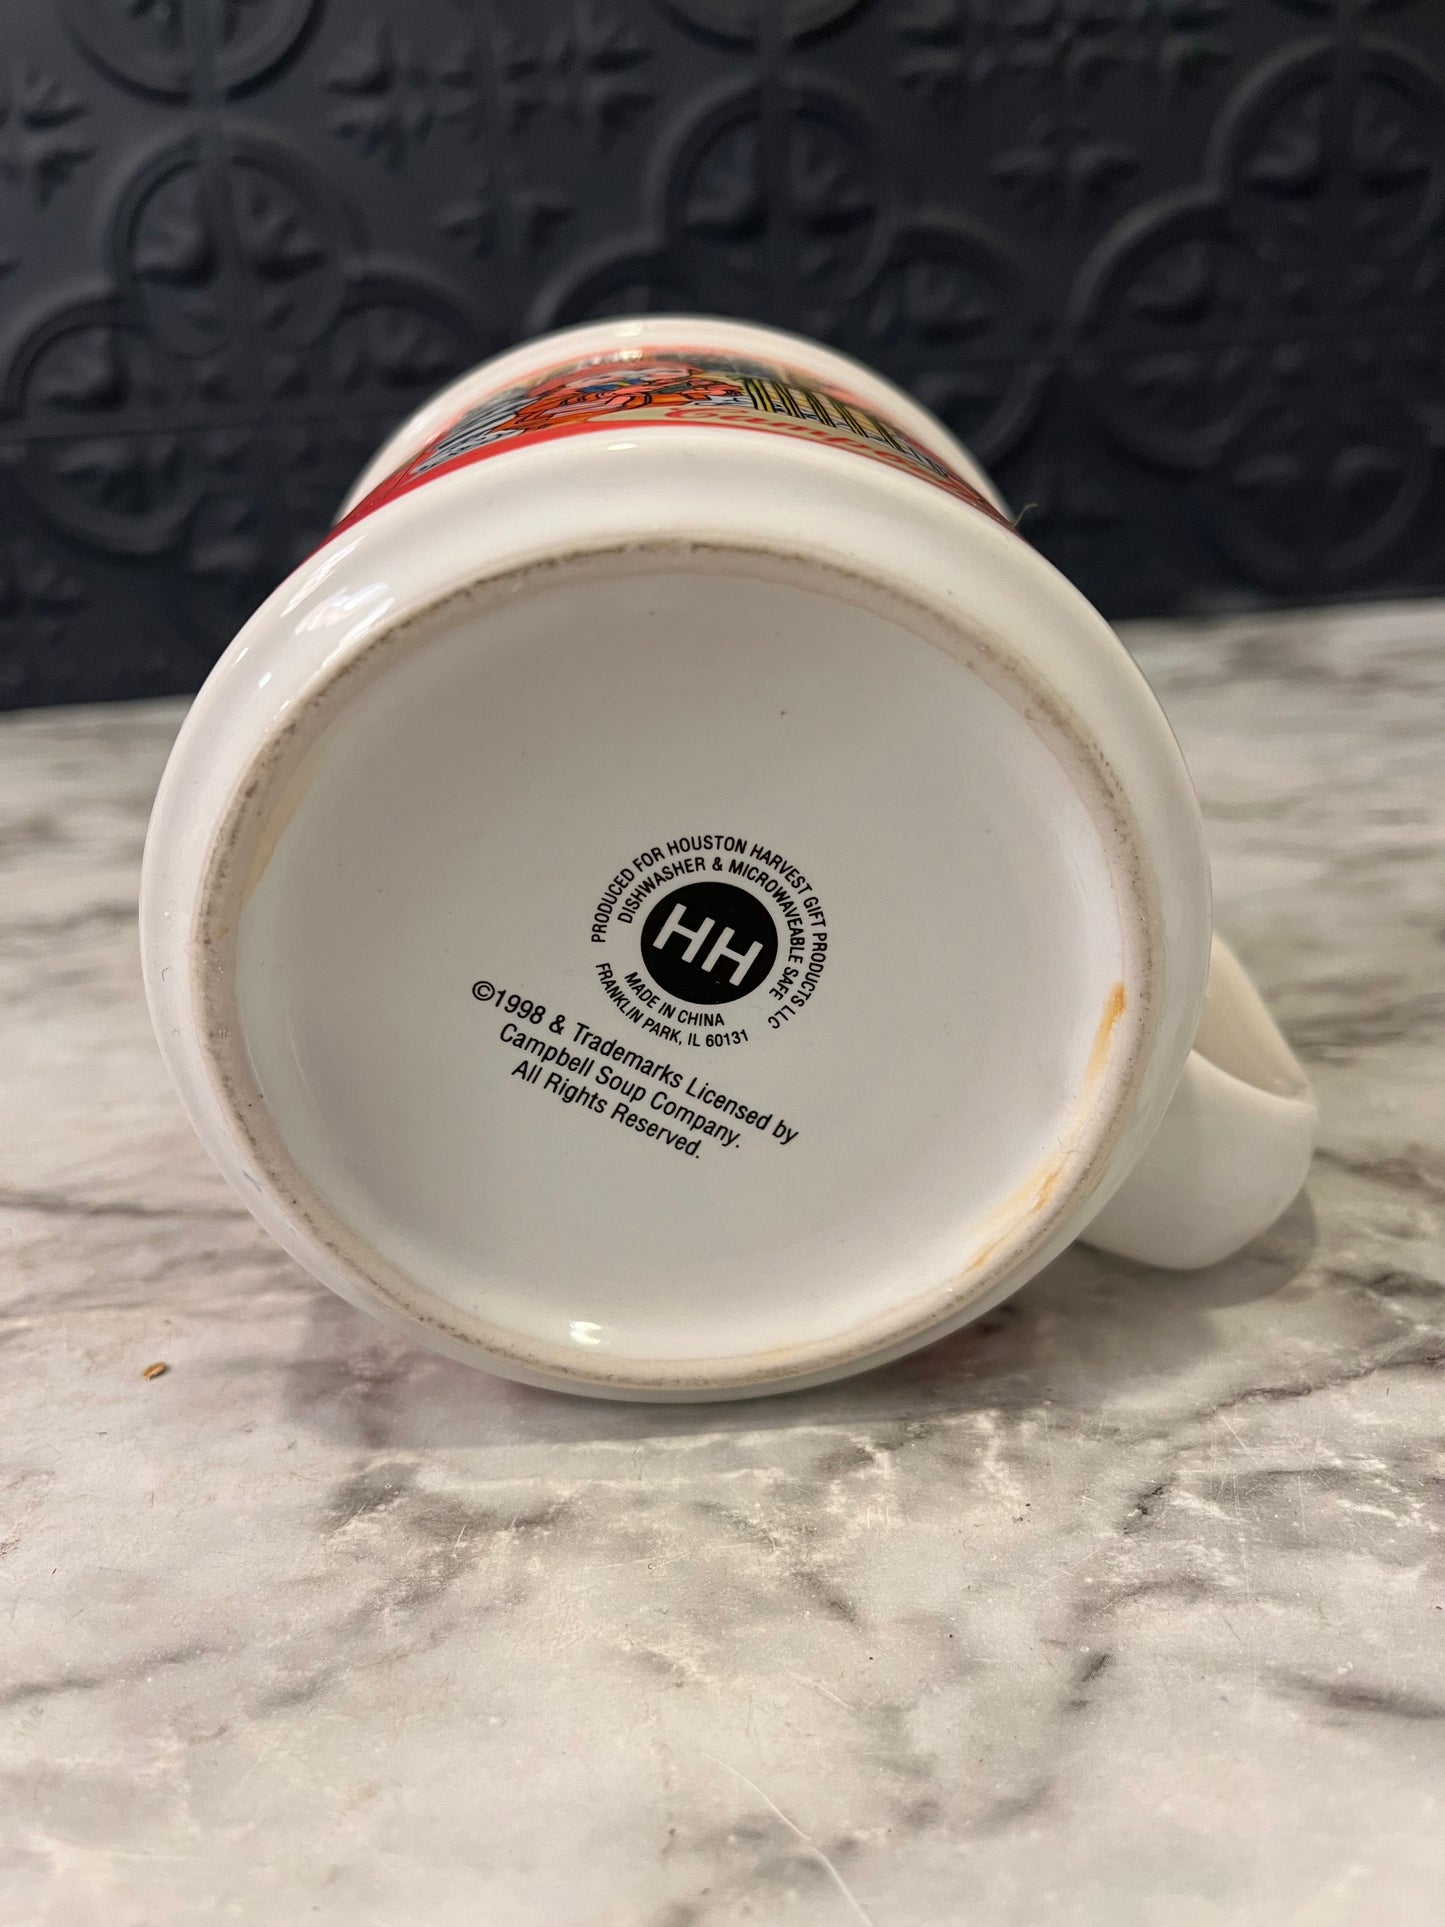 PRODUCED FOR HOUSTON HARVEST GIFT PRODUCTS LLC
DISHWASHER & MICROWAVEABLE SAFE
HH
MADE IN CHINA
FRANKLIN PARK, IL 60131
©1998 & Trademarks Licensed by
Campbell Soup Company.
All Rights Reserved.